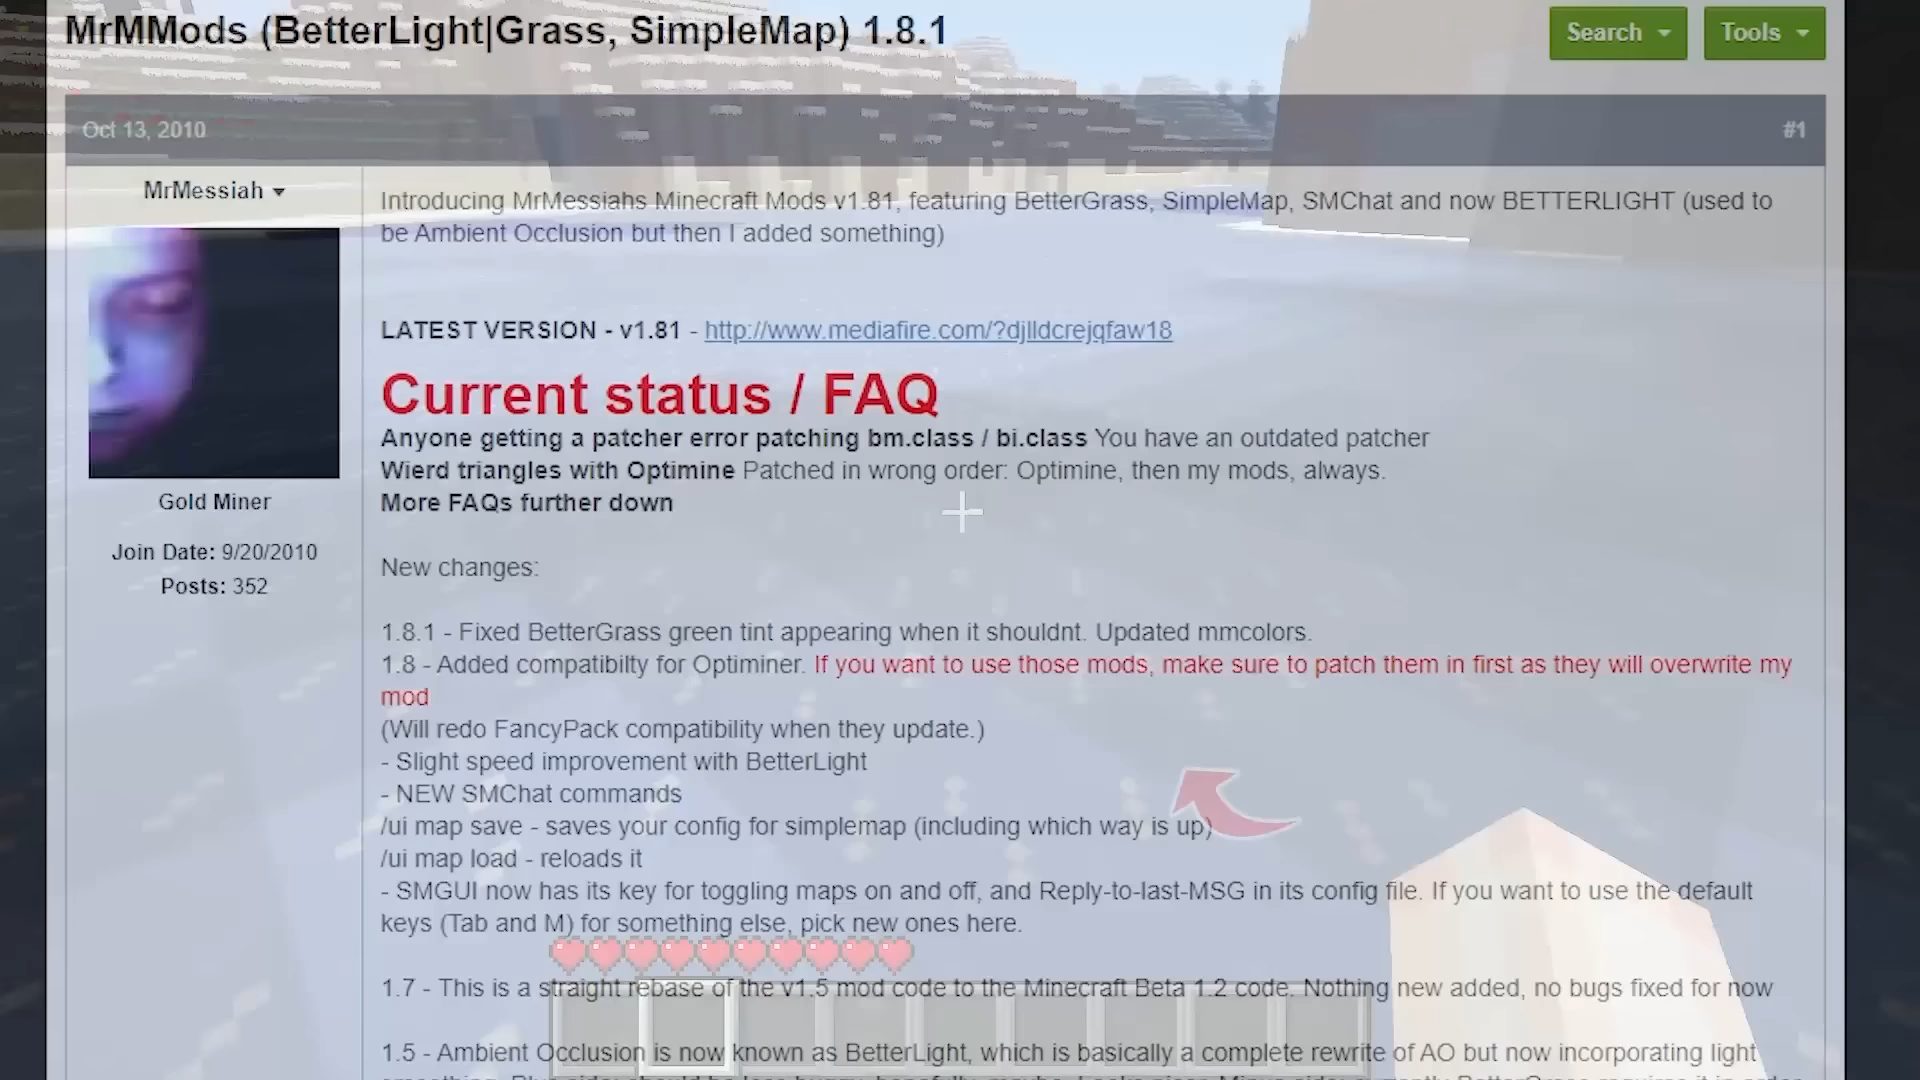 MrMMods (BetterLight|Grass, SimpleMap) 1.8.1
Search
Tools
Oct 13, 2010
#1
MrMessiah
Gold Miner
Join Date: 9/20/2010
Posts: 352
Introducing MrMessiahs Minecraft Mods v1.81, featuring BetterGrass, SimpleMap, SMChat and now BETTERLIGHT (used to
be Ambient Occlusion but then I added something)
LATEST VERSION - v1.81 - http://www.mediafire.com/?djlldcrejqfaw18
Current status / FAQ
Anyone getting a patcher error patching bm.class / bi.class You have an outdated patcher
Wierd triangles with Optimine Patched in wrong order: Optimine, then my mods, always.
More FAQs further down
New changes:
1.8.1 - Fixed BetterGrass green tint appearing when it shouldnt. Updated mmcolors.
1.8 - Added compatibilty for Optiminer. If you want to use those mods, make sure to patch them in first as they will overwrite my
mod
(Will redo FancyPack compatibility when they update.)
- Slight speed improvement with BetterLight
- NEW SMChat commands
/ui map save - saves your config for simplemap (including which way is up)
/ui map load - reloads it
- SMGUI now has its key for toggling maps on and off, and Reply-to-last-MSG in its config file. If you want to use the default
keys (Tab and M) for something else, pick new ones here.
1.7 - This is a straight rebase of the v1.5 mod code to the Minecraft Beta 1.2 code. Nothing new added, no bugs fixed for now
1.5 - Ambient Occlusion is now known as BetterLight, which is basically a complete rewrite of AO but now incorporating light